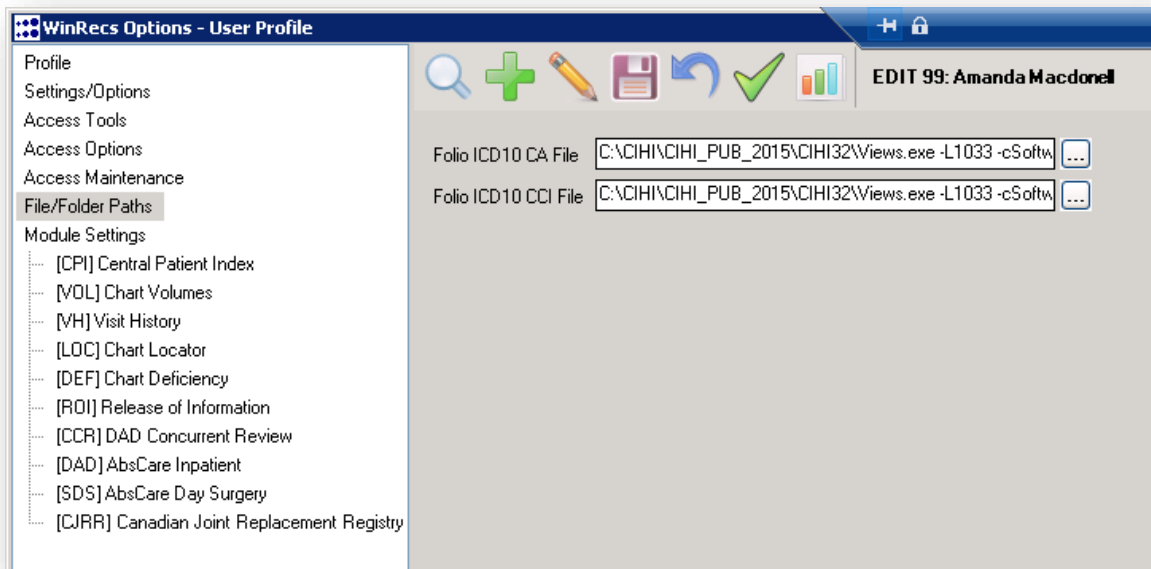 WinRecs Options - User Profile
Profile
Settings/Options
Access Tools
Access Options
Access Maintenance
File/Folder Paths
Module Settings
[CPI] Central Patient Index
[VOL] Chart Volumes
[VH] Visit History
[LOC] Chart Locator
[DEF] Chart Deficiency
[ROI] Release of Information
[CCR] DAD Concurrent Review
[DAD] AbsCare Inpatient
[SDS] AbsCare Day Surgery
[CJRR] Canadian Joint Replacement Registry
EDIT 99: Amanda Macdonell
Folio ICD10 CA File C:\CIHI\CIHI_PUB_2015\CIHI32\Views.exe -L1033 -cSoftw ...
Folio ICD10 CCI File C:\CIHI\CIHI_PUB_2015\CIHI32\Views.exe -L1033 -cSoftw ...